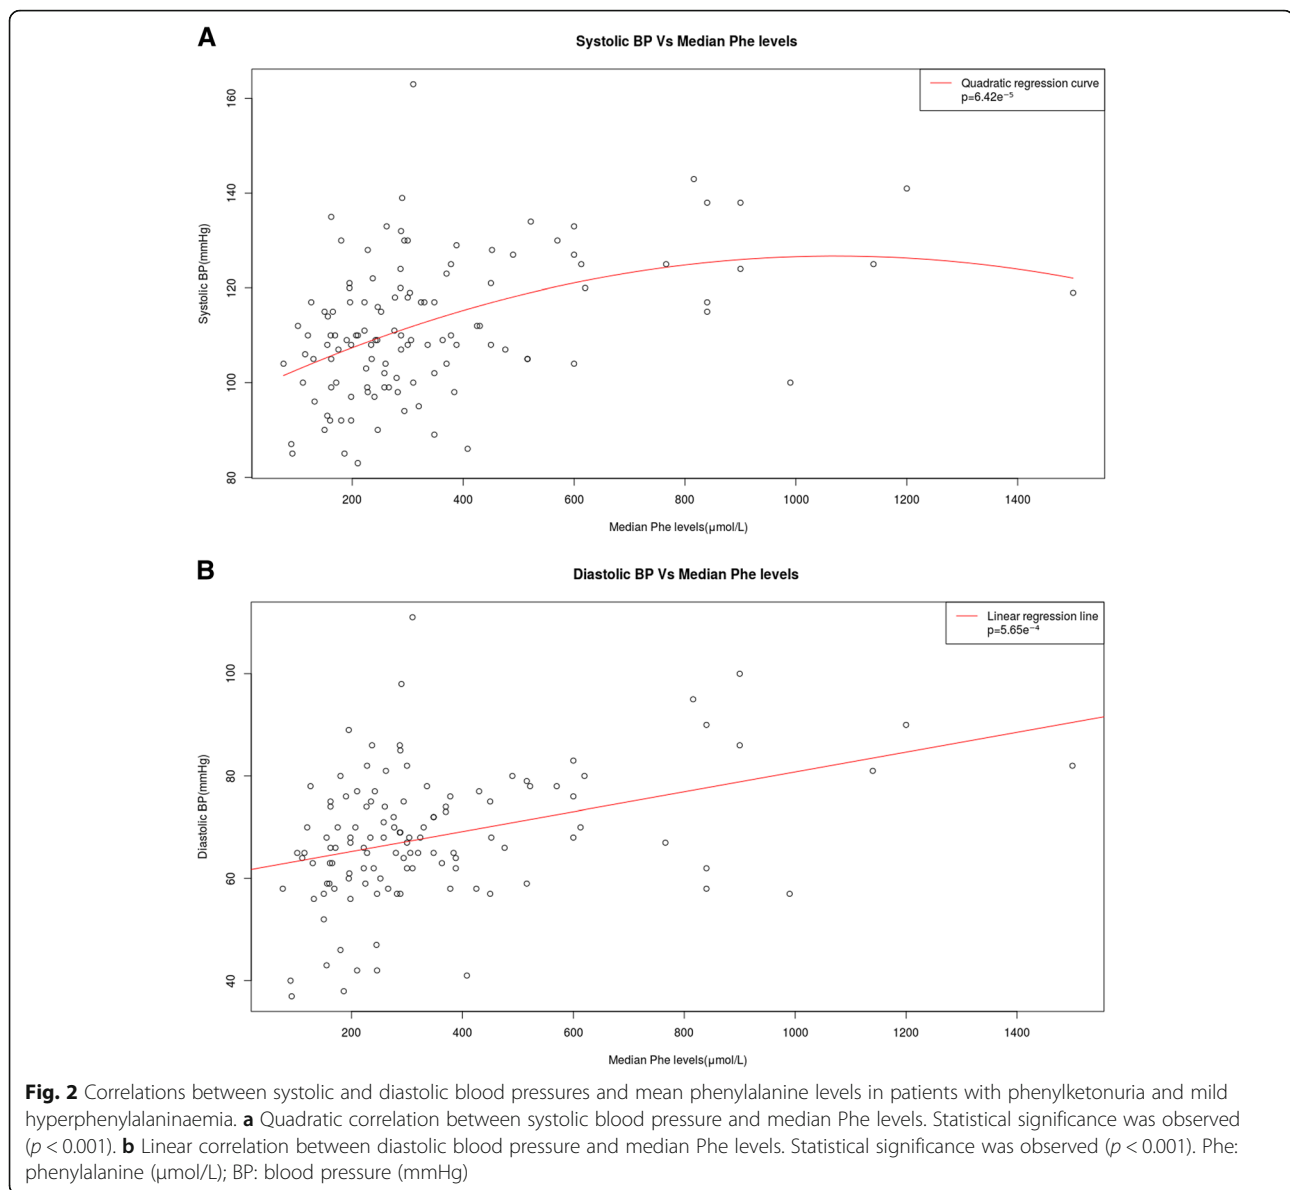 A
Systolic BP Vs Median Phe levels
Quadratic regression curve
p=6.42e⁻⁵
Systolic BP(mmHg)
160
140
120
100
80
200 400 600 800 1000 1200 1400
Median Phe levels(µmol/L)
B
Diastolic BP Vs Median Phe levels
Linear regression line
p=5.65e⁻⁴
Diastolic BP(mmHg)
100
80
60
40
200 400 600 800 1000 1200 1400
Median Phe levels(µmol/L)
Fig. 2 Correlations between systolic and diastolic blood pressures and mean phenylalanine levels in patients with phenylketonuria and mild
hyperphenylalaninaemia. a Quadratic correlation between systolic blood pressure and median Phe levels. Statistical significance was observed
(p < 0.001). b Linear correlation between diastolic blood pressure and median Phe levels. Statistical significance was observed (p < 0.001). Phe:
phenylalanine (µmol/L); BP: blood pressure (mmHg)